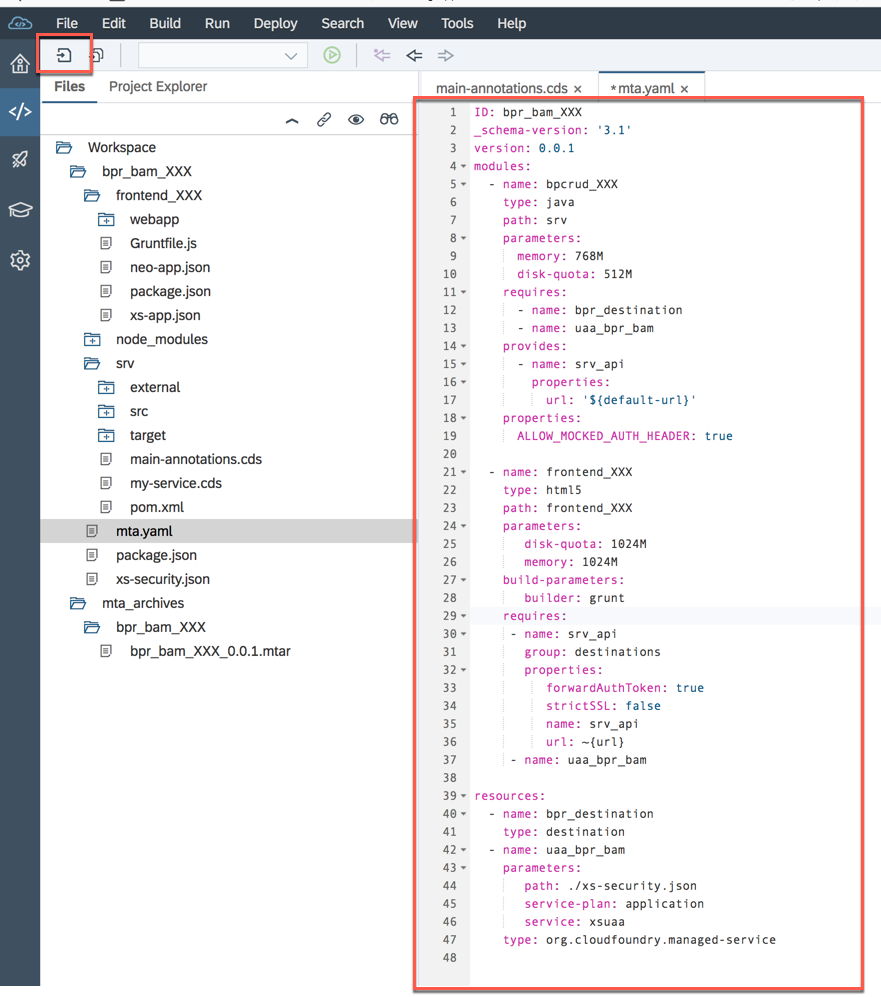 File Edit Build Run Deploy Search View Tools Help
Files Project Explorer
main-annotations.cds × *mta.yaml ×
Workspace
bpr_bam_XXX
frontend_XXX
webapp
Gruntfile.js
neo-app.json
package.json
xs-app.json
node_modules
srv
external
src
target
main-annotations.cds
my-service.cds
pom.xml
mta.yaml
package.json
xs-security.json
mta_archives
bpr_bam_XXX
bpr_bam_XXX_0.0.1.mtar
1 ID: bpr_bam_XXX
2 _schema-version: '3.1'
3 version: 0.0.1
4 modules:
5 - name: bpcrud_XXX
6 type: java
7 path: srv
8 parameters:
9 memory: 768M
10 disk-quota: 512M
11 requires:
12 - name: bpr_destination
13 - name: uaa_bpr_bam
14 provides:
15 - name: srv_api
16 properties:
17 url: '${default-url}'
18 properties:
19 ALLOW_MOCKED_AUTH_HEADER: true
20
21 - name: frontend_XXX
22 type: html5
23 path: frontend_XXX
24 parameters:
25 disk-quota: 1024M
26 memory: 1024M
27 build-parameters:
28 builder: grunt
29 requires:
30 - name: srv_api
31 group: destinations
32 properties:
33 forwardAuthToken: true
34 strictSSL: false
35 name: srv_api
36 url: ~{url}
37 - name: uaa_bpr_bam
38
39 resources:
40 - name: bpr_destination
41 type: destination
42 - name: uaa_bpr_bam
43 parameters:
44 path: ./xs-security.json
45 service-plan: application
46 service: xsuaa
47 type: org.cloudfoundry.managed-service
48